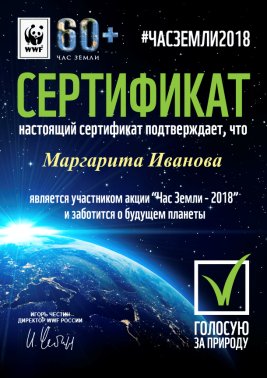 WWF
60+
ЧАС ЗЕМЛИ
#ЧАСЗЕМЛИ2018
СЕРТИФИКАТ
настоящий сертификат подтверждает, что
Маргарита Иванова
является участником акции "Час Земли - 2018"
и заботится о будущем планеты
ИГОРЬ ЧЕСТИН
ДИРЕКТОР WWF РОССИИ
ГОЛОСУЮ
ЗА ПРИРОДУ